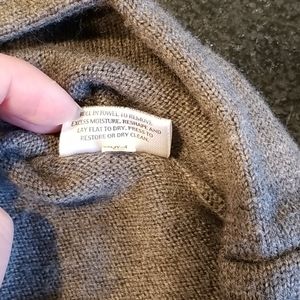 ROLL IN TOWEL TO REMOVE
EXCESS MOISTURE. RESHAPE AND
LAY FLAT TO DRY. PRESS TO
RESTORE OR DRY CLEAN.